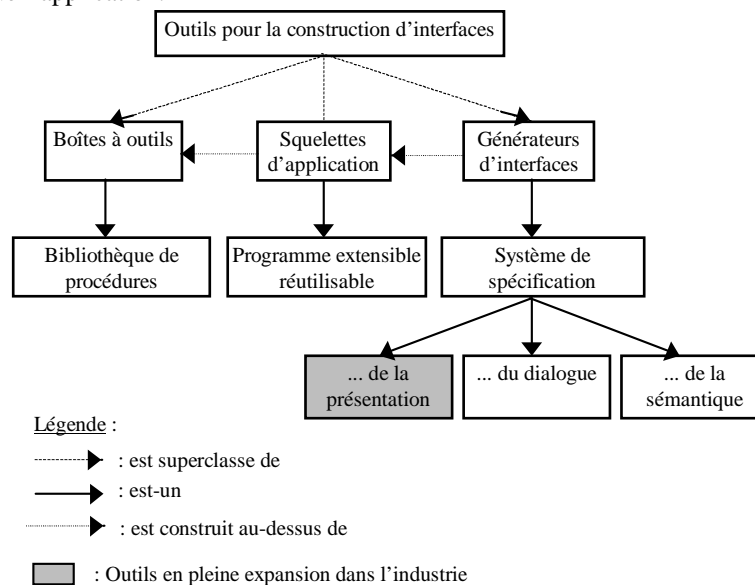 Outils pour la construction d'interfaces
Boîtes à outils
Squelettes
d'application
Générateurs
d'interfaces
Bibliothèque de
procédures
Programme extensible
réutilisable
Système de
spécification
... de la
présentation
... du dialogue
... de la
sémantique
Légende :
: est superclasse de
: est-un
: est construit au-dessus de
: Outils en pleine expansion dans l'industrie